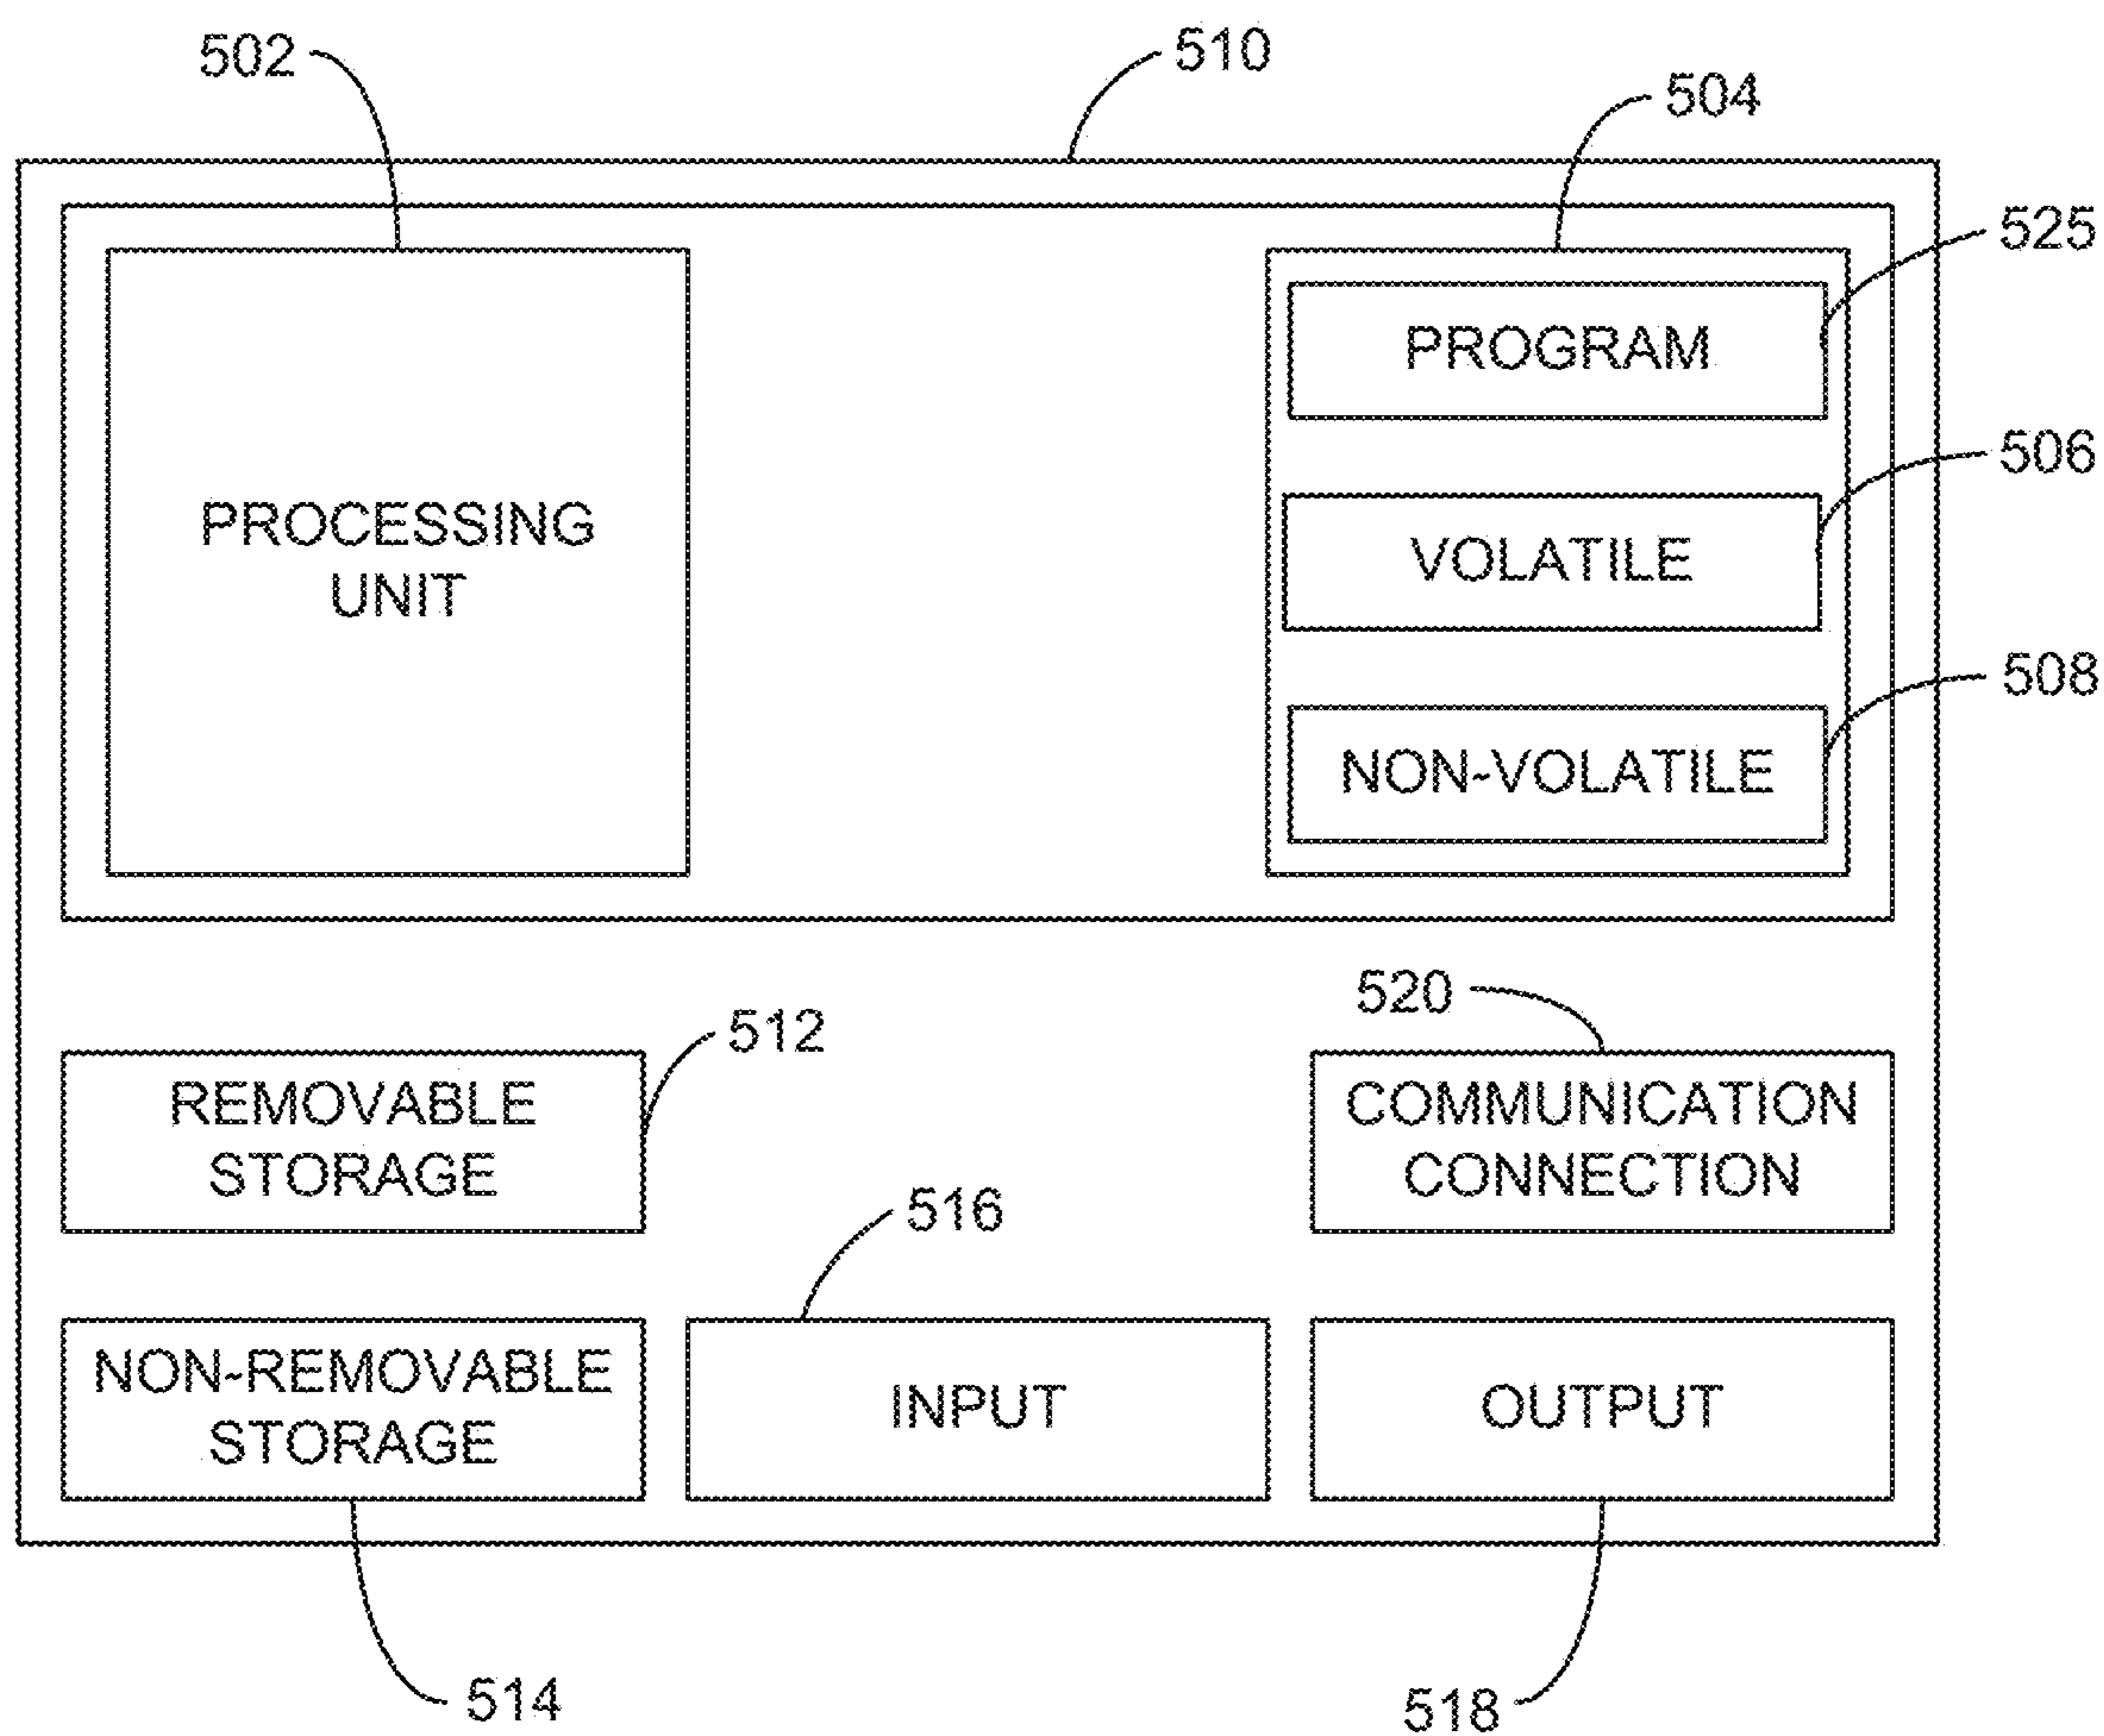 502
510
504
525
PROGRAM
506
PROCESSING
UNIT
VOLATILE
508
NON-VOLATILE
520
512
REMOVABLE
STORAGE
COMMUNICATION
CONNECTION
516
NON-REMOVABLE
STORAGE
INPUT
OUTPUT
514
518